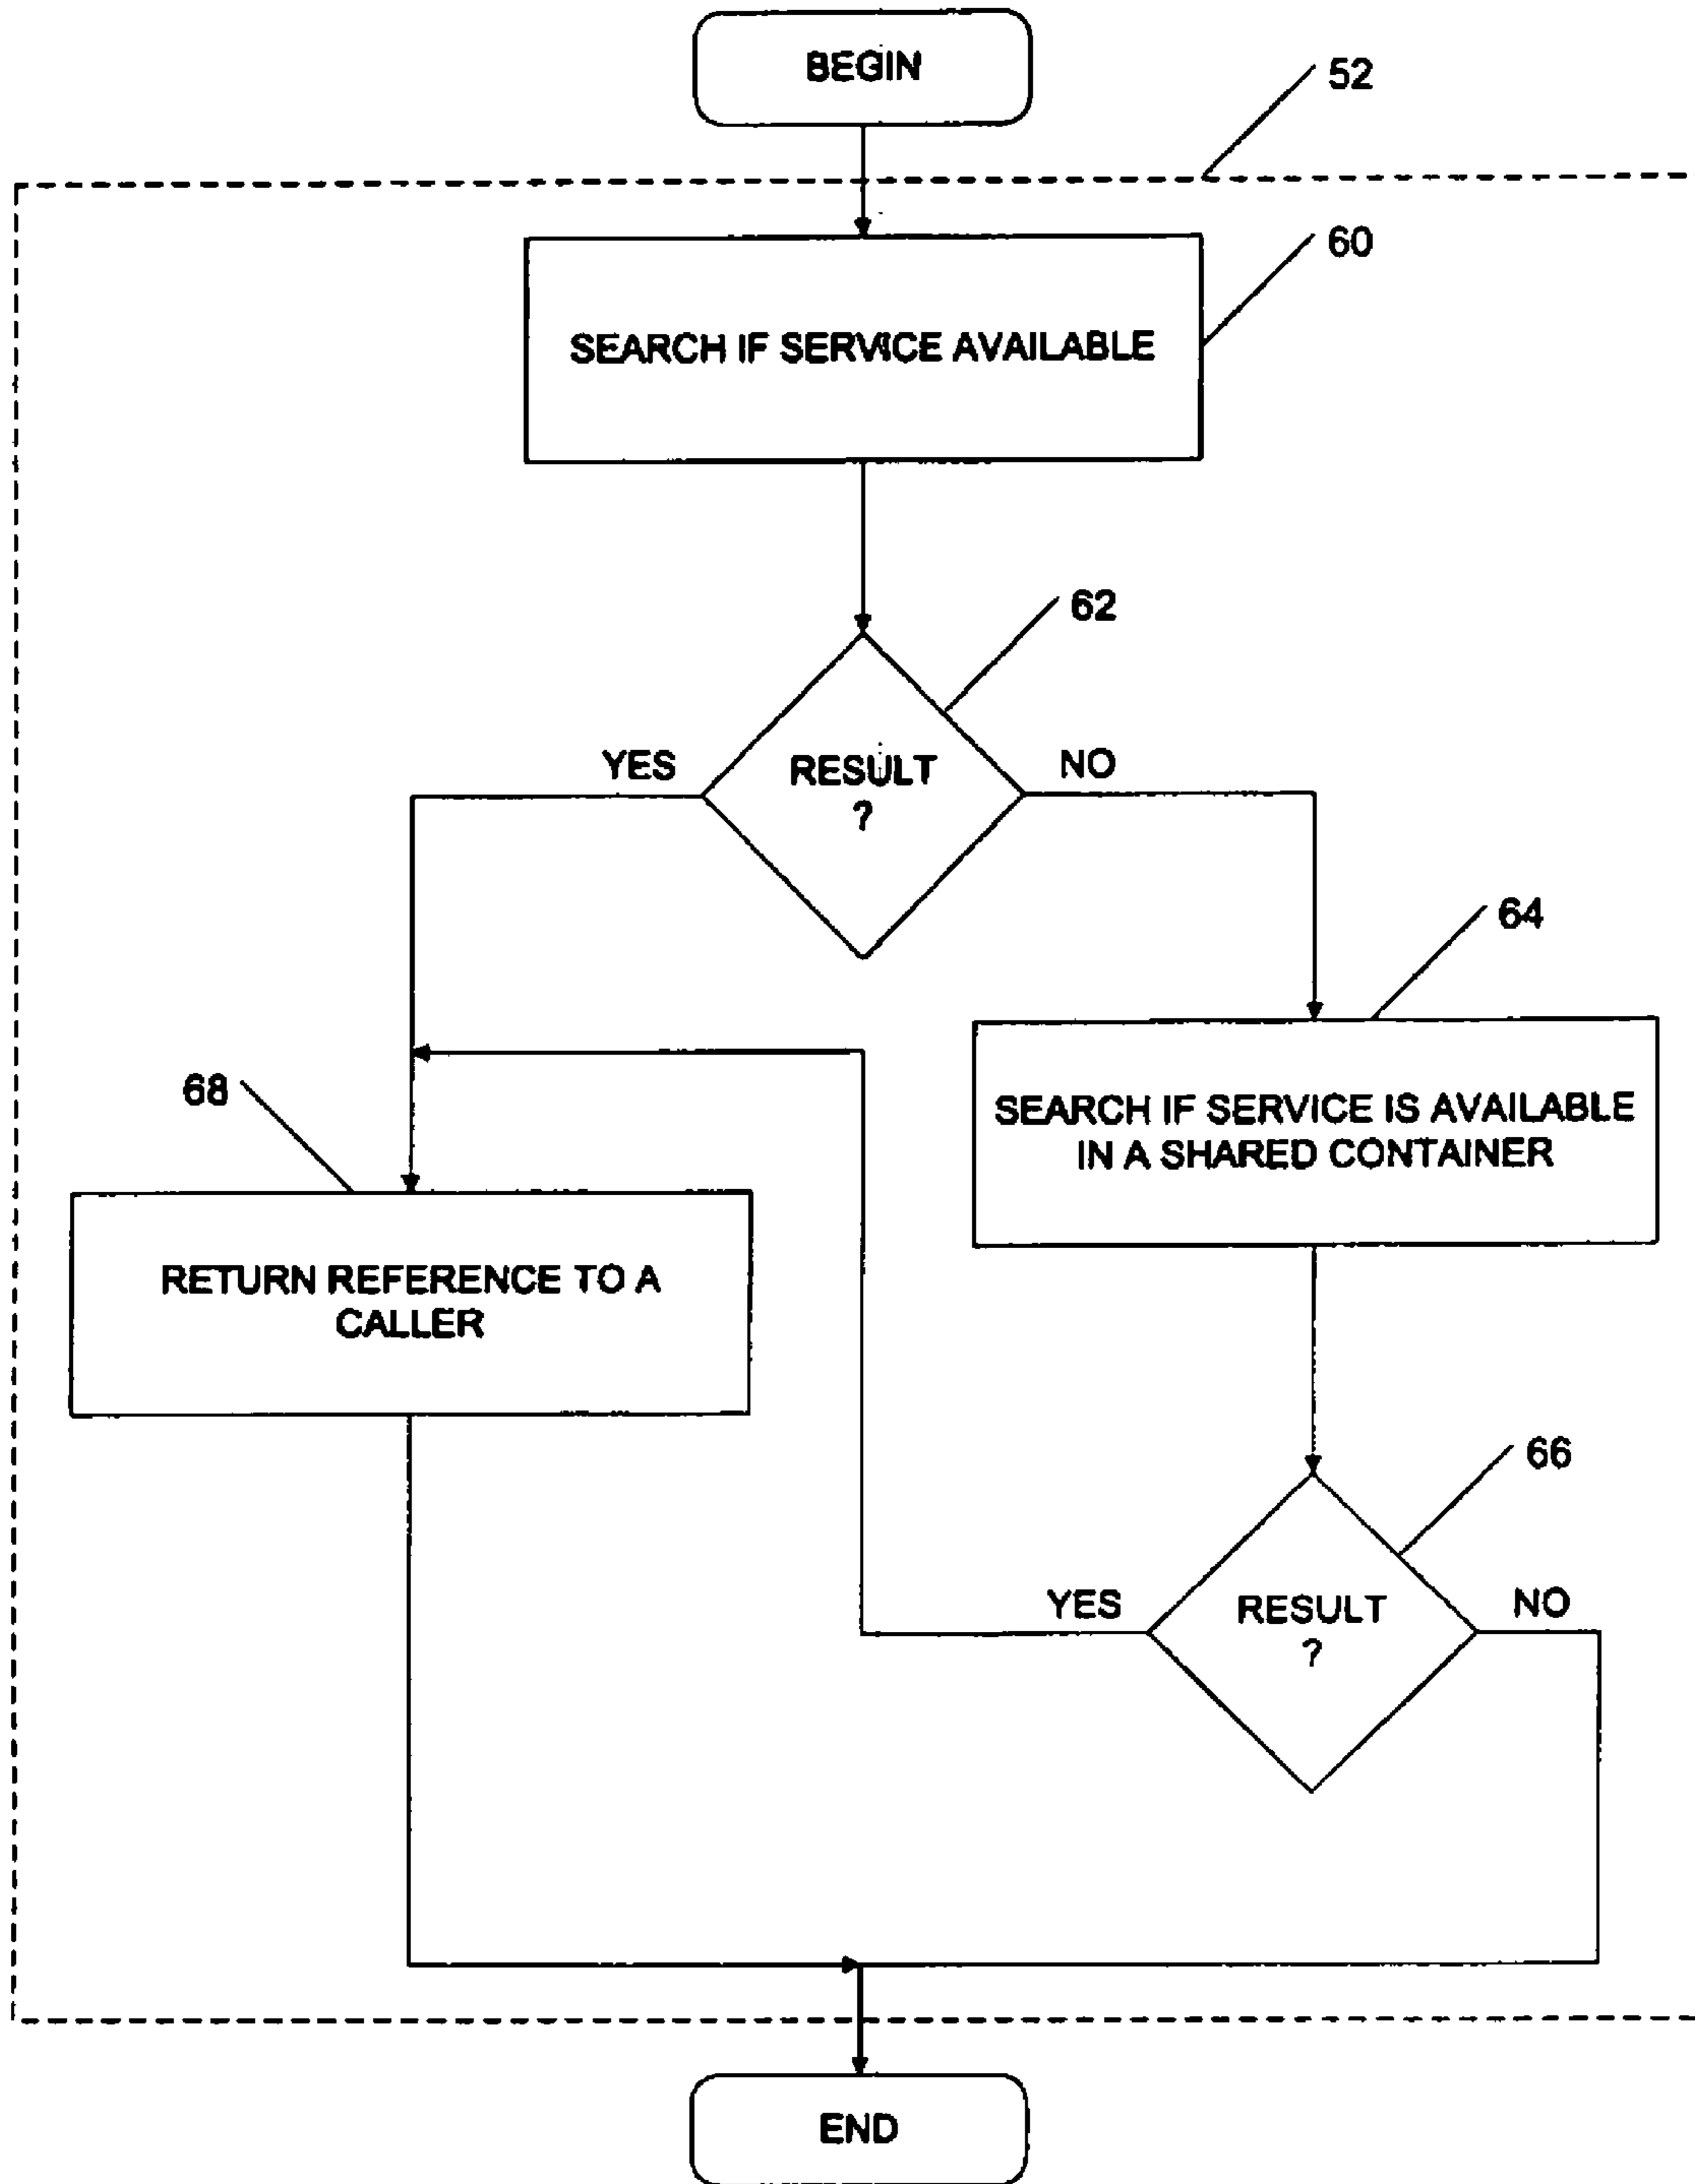 BEGIN
52
60
SEARCH IF SERVICE AVAILABLE
62
YES
RESULT
?
NO
64
68
SEARCH IF SERVICE IS AVAILABLE
IN A SHARED CONTAINER
RETURN REFERENCE TO A
CALLER
66
YES
RESULT
?
NO
END